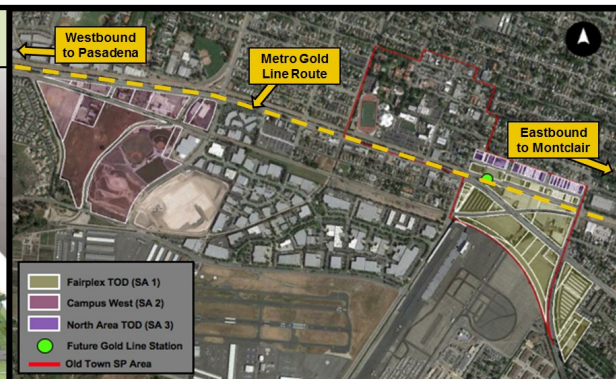 Westbound
to Pasadena
Metro Gold
Line Route
Eastbound
to Montclair
Fairplex TOD (SA 1)
Campus West (SA 2)
North Area TOD (SA 3)
Future Gold Line Station
Old Town SP Area